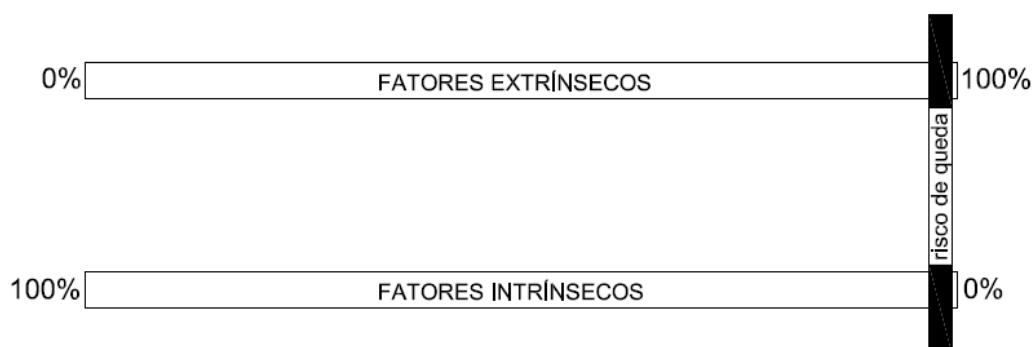 0% FATORES EXTRÍNSECOS 100%
risco de queda
100% FATORES INTRÍNSECOS 0%